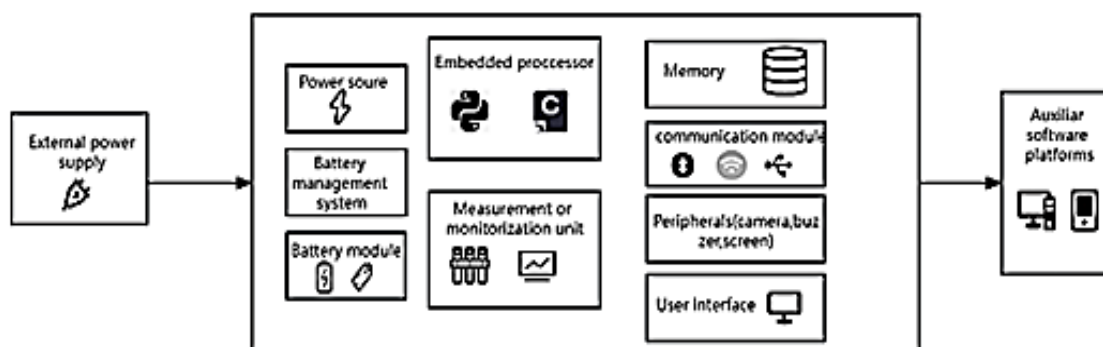 External power
supply
Power soure
Battery
management
system
Battery module
Embedded proccessor
C
Measurement or
monitorization unit
Memory
communication module
Peripherals(camera,buz
zer,screen)
User Interface
Auxiliar
software
platforms